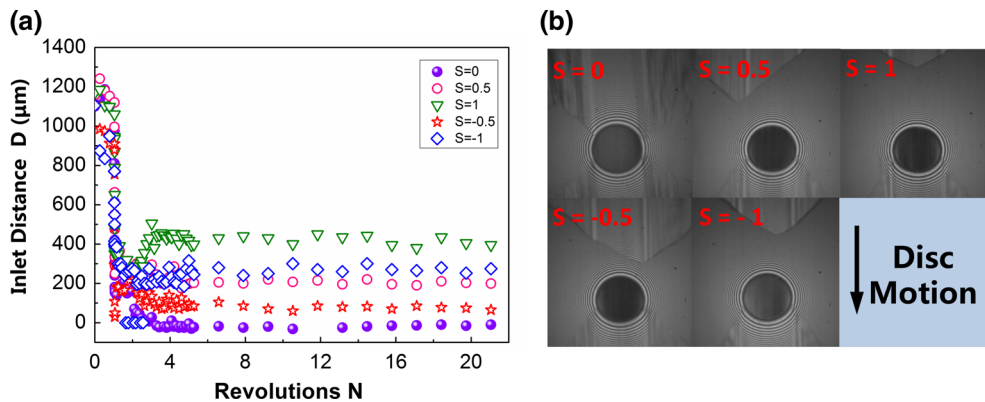 (a)
1400
1200
1000
800
600
400
200
0
Inlet Distance D (μm)
0
4
8
12
16
20
Revolutions N
S=0
S=0.5
S=1
S=-0.5
S=-1
(b)
S = 0
S = 0.5
S = 1
S = -0.5
S = - 1
Disc
Motion